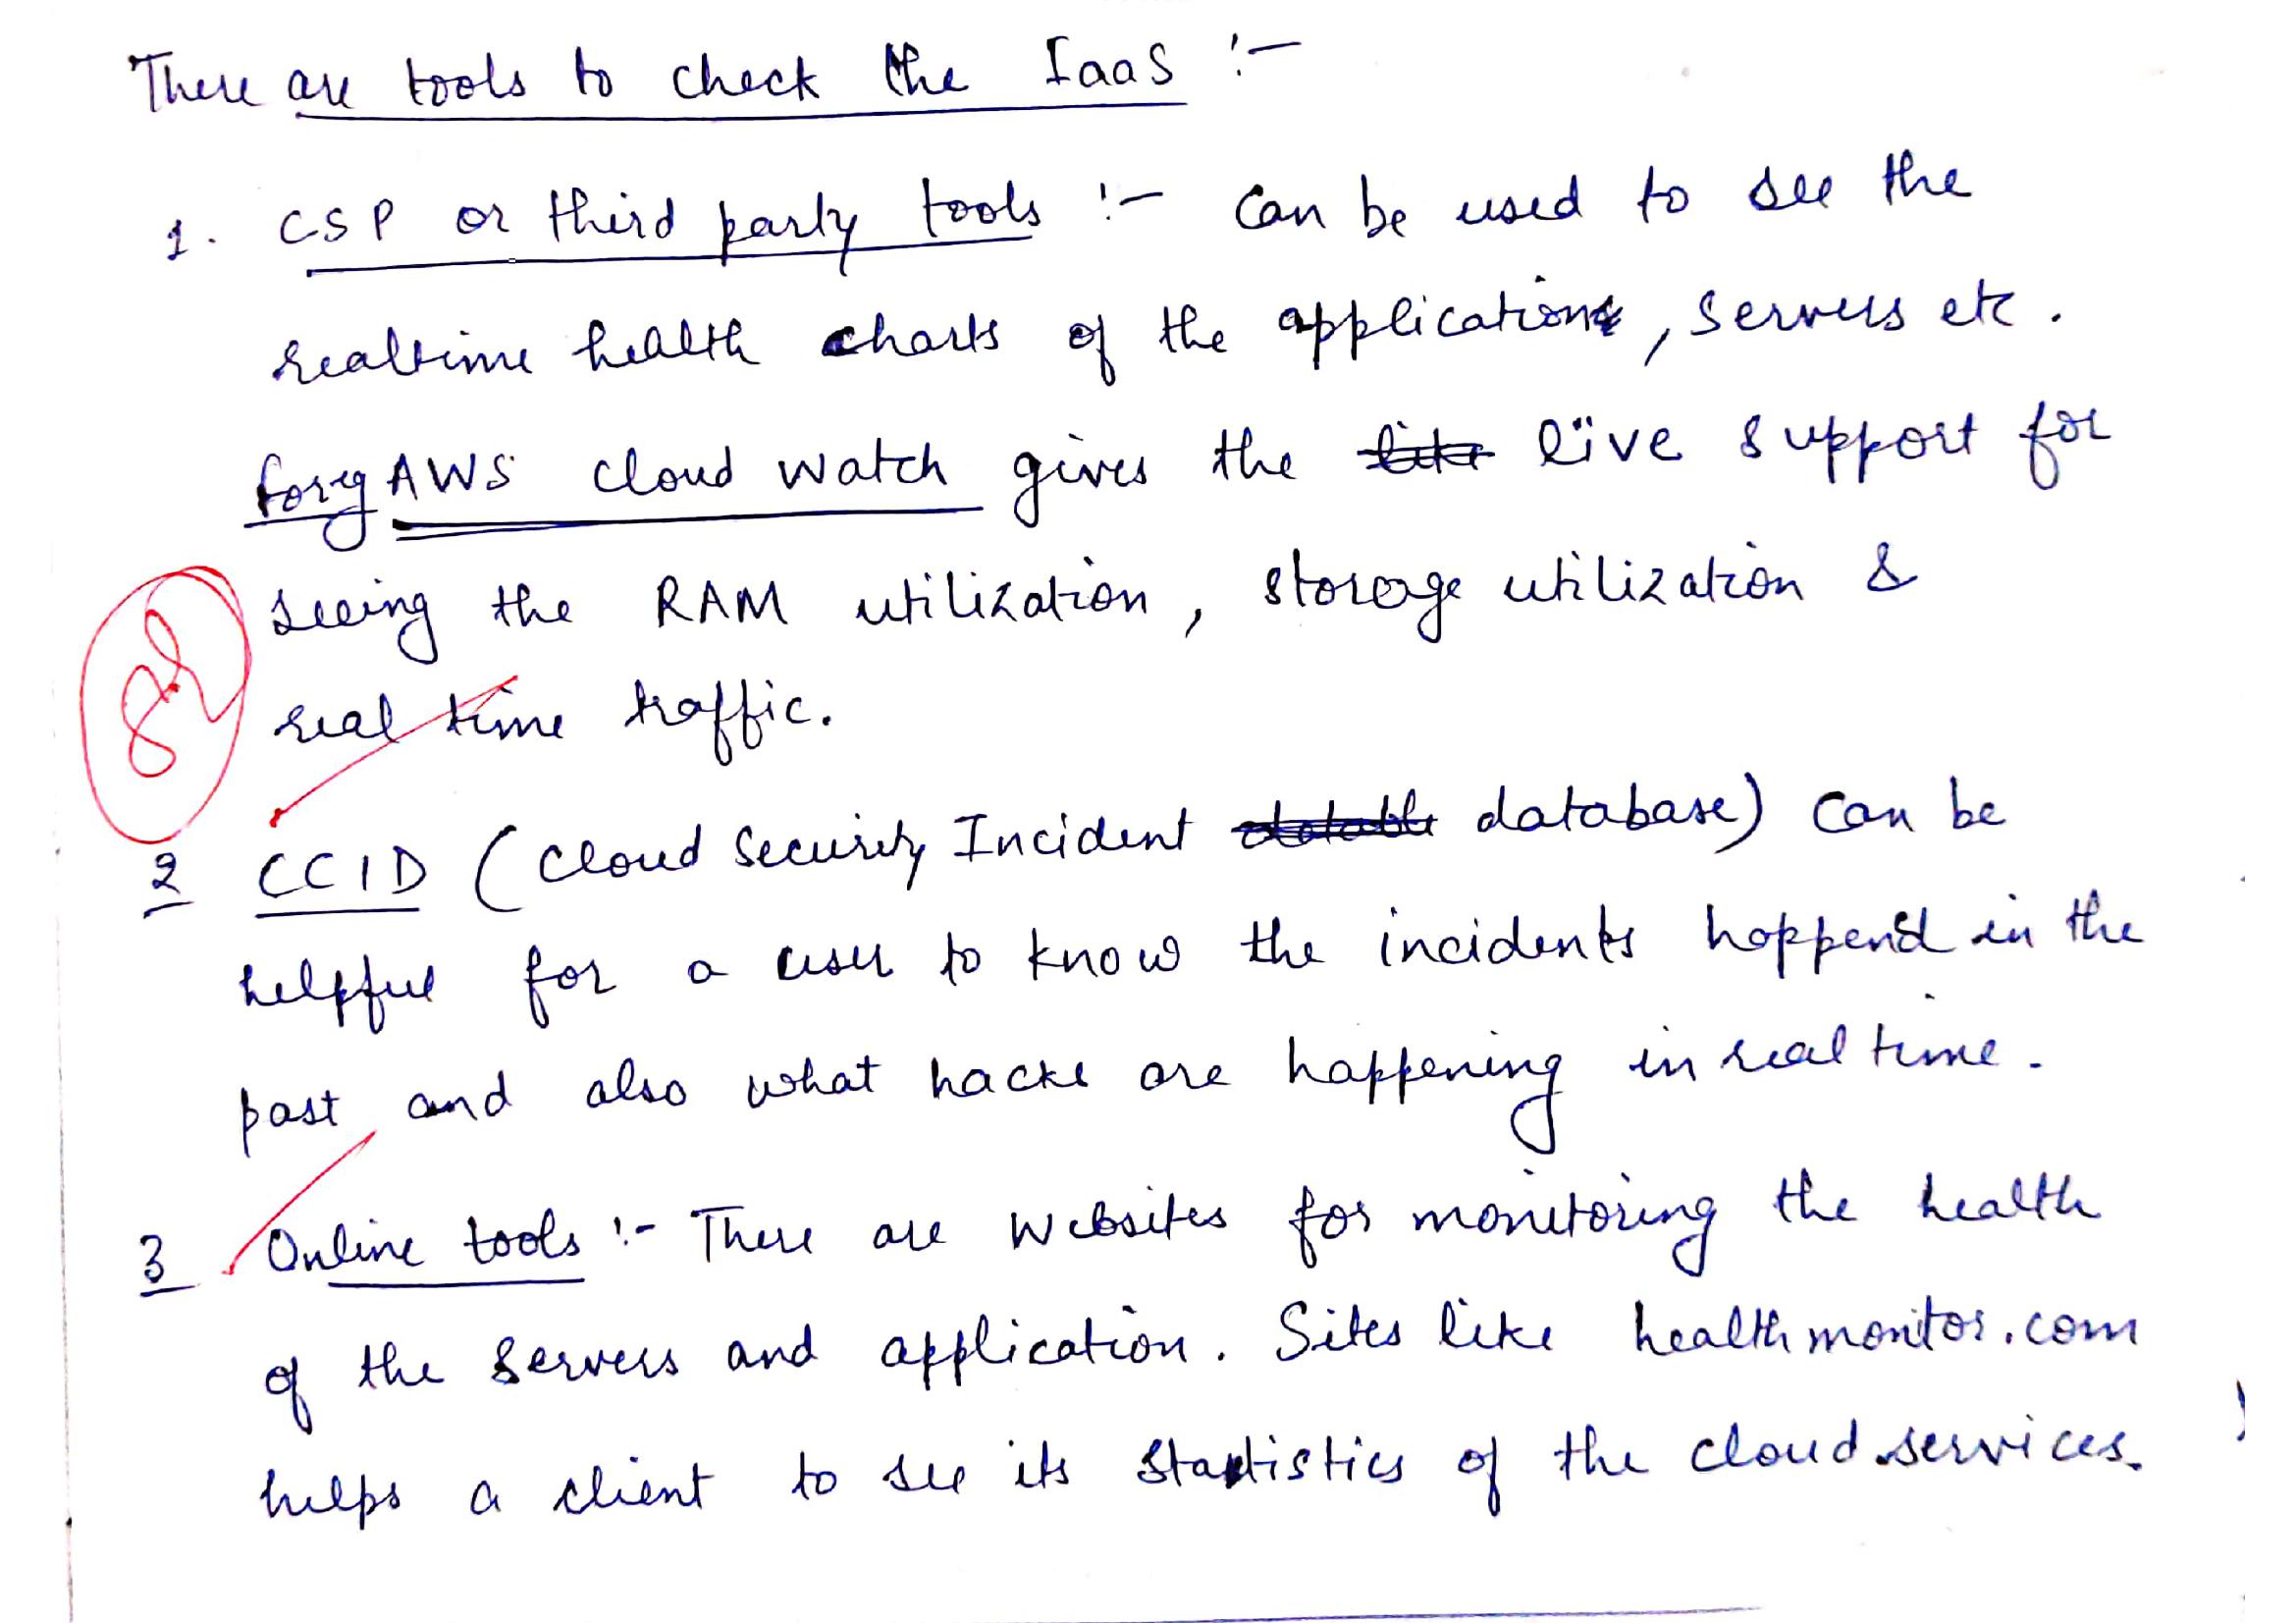 There are tools to check the IaaS :-
1. CSP or third party tools :- can be used to see the
realtime health charts of the applications, servers etc.
for eg AWS cloud watch gives the live support for
seeing the RAM utilization, storage utilization &
real time traffic.
2 CCID (Cloud Security Incident database) can be
helpful for a user to know the incidents happend in the
past and also what hacks are happening in real time.
3 Online tools :- There are websites for monitoring the health
of the servers and application. Sites like healthmonitor.com
helps a client to see its stastistics of the cloud services.